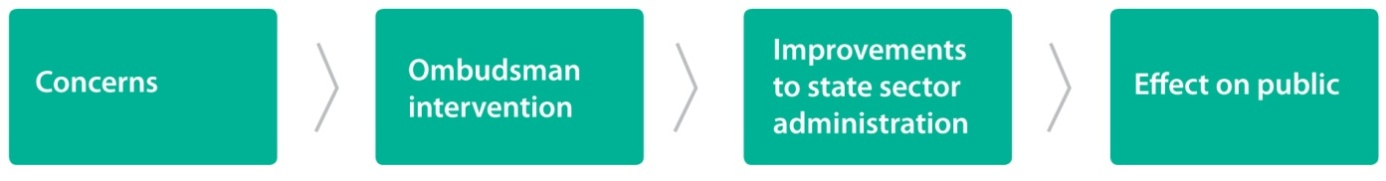 Concerns
Ombudsman
intervention
Improvements
to state sector
administration
Effect on public